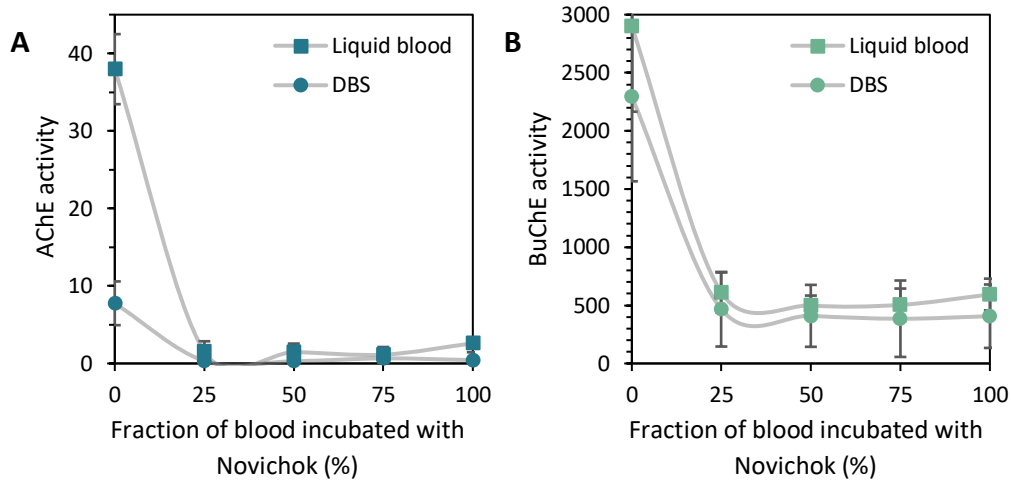 A
AChE activity
40
30
20
10
0
Liquid blood
DBS
0 25 50 75 100
Fraction of blood incubated with
Novichok (%)
B
BuChE activity
3000
2500
2000
1500
1000
500
0
Liquid blood
DBS
0 25 50 75 100
Fraction of blood incubated with
Novichok (%)